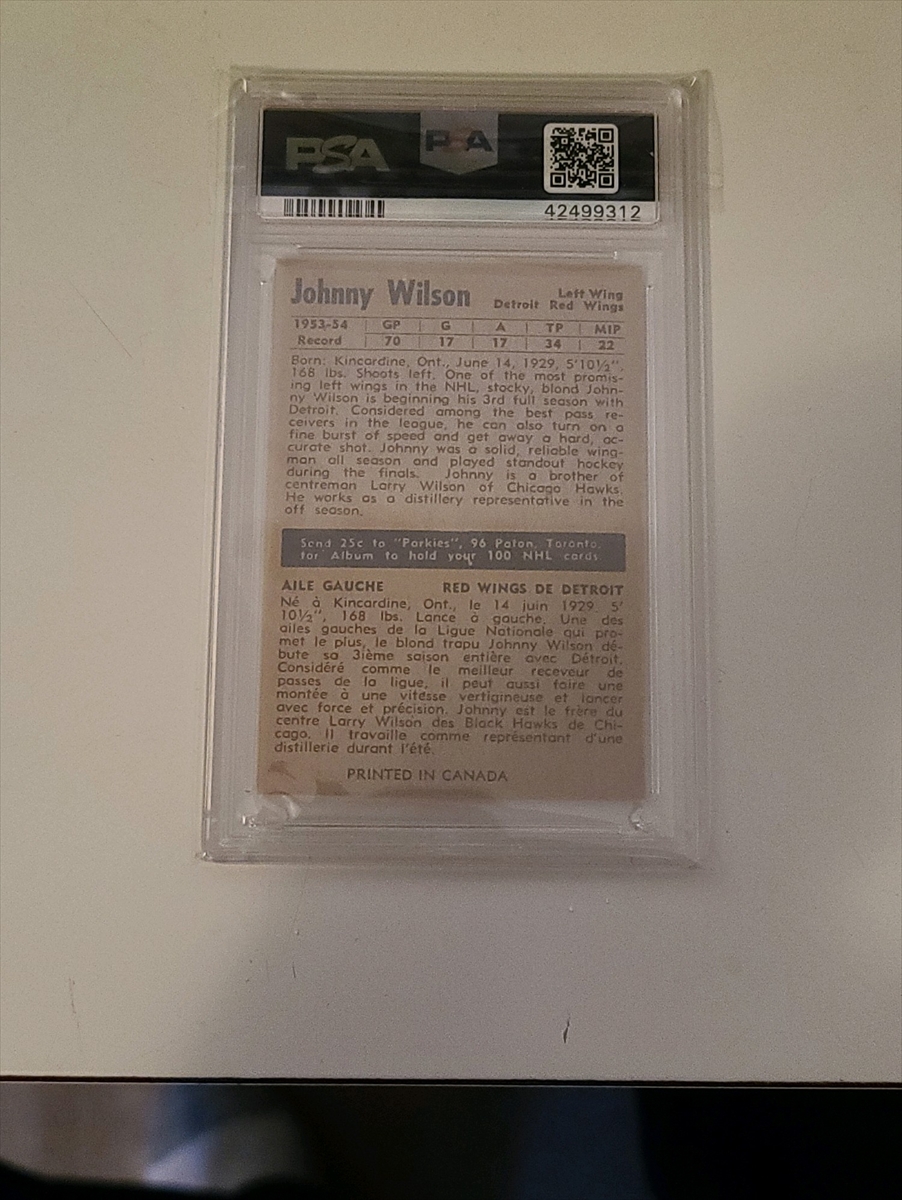 PSA PSA
42499312
Johnny Wilson
Left Wing
Detroit Red Wings
1953-54 GP G A TP MIP
Record 70 17 17 34 22
Born: Kincardine, Ont., June 14, 1929, 5'10½",
168 lbs. Shoots left. One of the most promis-
ing left wings in the NHL, stocky, blond John-
ny Wilson is beginning his 3rd full season with
Detroit. Considered among the best pass re-
ceivers in the league, he can also turn on a
fine burst of speed and get away a hard, ac-
curate shot. Johnny was a solid, reliable wing-
man all season and played standout hockey
during the finals. Johnny is a brother of
centreman Larry Wilson of Chicago Hawks.
He works as a distillery representative in the
off season.
Send 25c to "Parkies", 96 Paton, Toronto,
for Album to hold your 100 NHL cards.
AILE GAUCHE RED WINGS DE DETROIT
Né à Kincardine, Ont., le 14 juin 1929, 5'
10½", 168 lbs. Lance à gauche. Une des
ailes gauches de la Ligue Nationale qui pro-
met le plus, le blond trapu Johnny Wilson dé-
bute sa 3ième saison entière avec Détroit.
Considéré comme le meilleur receveur de
passes de la ligue, il peut aussi faire une
montée à une vitesse vertigineuse et lancer
avec force et précision. Johnny est le frère du
centre Larry Wilson des Black Hawks de Chi-
cago. Il travaille comme représentant d'une
distillerie durant l'été.
PRINTED IN CANADA